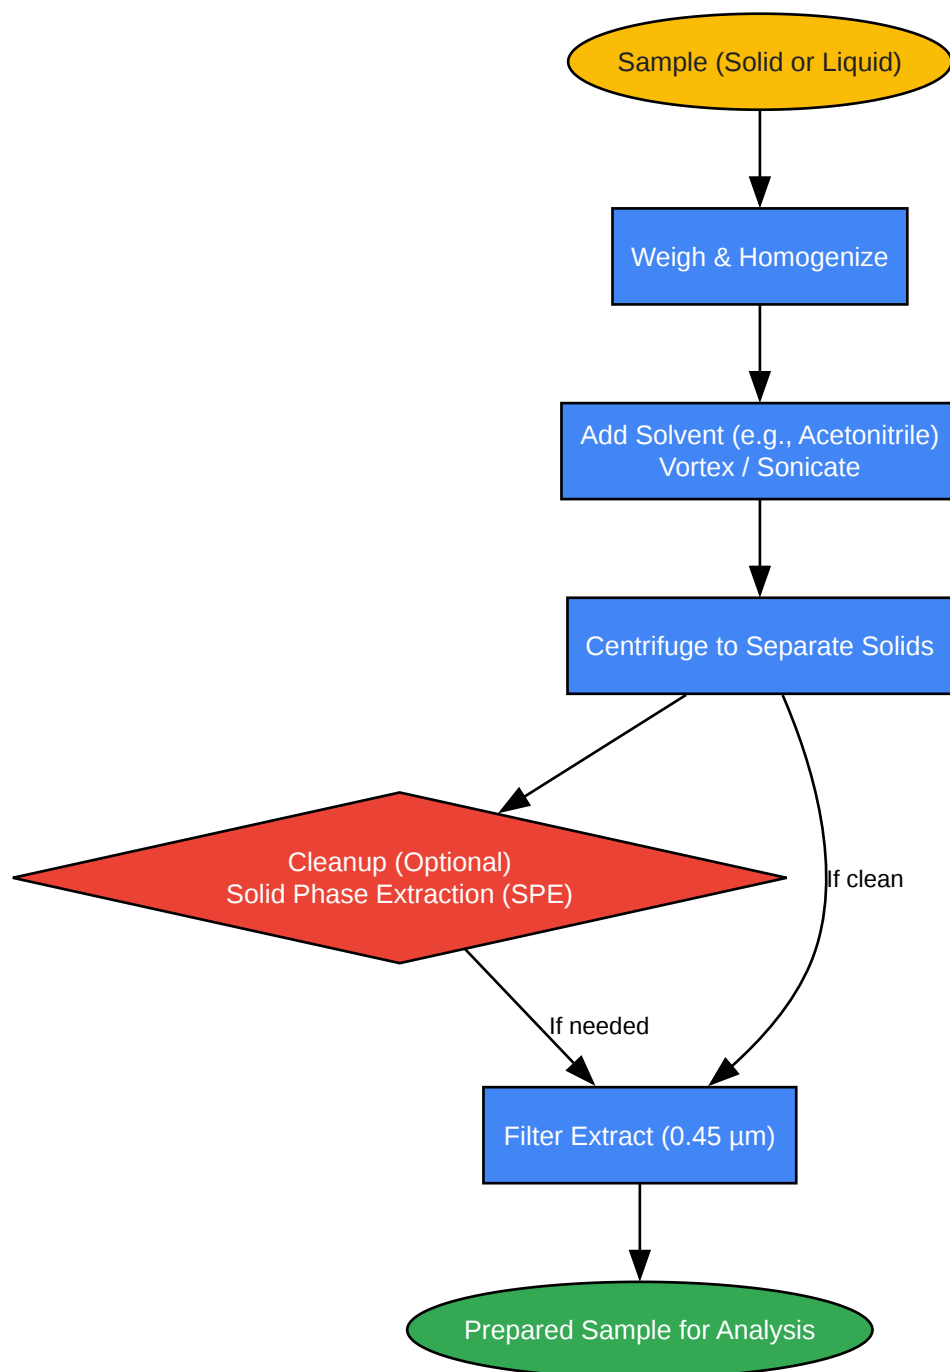 Sample (Solid or Liquid)
Weigh & Homogenize
Add Solvent (e.g., Acetonitrile)
Vortex / Sonicate
Centrifuge to Separate Solids
Cleanup (Optional)
Solid Phase Extraction (SPE)
If clean
If needed
Filter Extract (0.45 µm)
Prepared Sample for Analysis